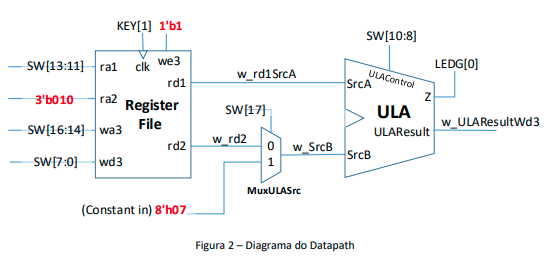 KEY[1] 1'b1
SW[10:8]
SW[13:11] ra1 clk we3
rd1 w_rd1SrcA SrcA ULAControl LEDG[0]
3'b010 ra2 Register File
SW[17]
Z
ULA
SW[16:14] wa3
ULAResult w_ULAResultWd3
SW[7:0] wd3 rd2 w_rd2 0 w_SrcB SrcB
1
MuxULASrc
(Constant in) 8'h07
Figura 2 – Diagrama do Datapath